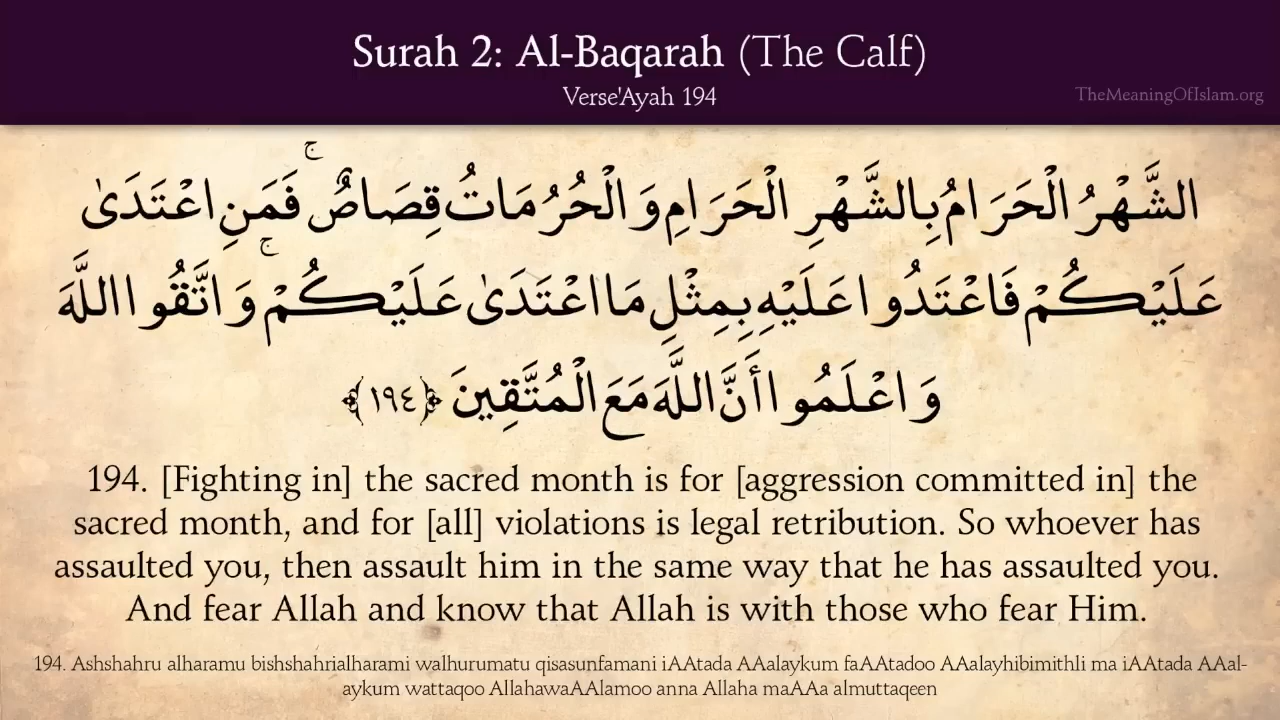 Surah 2: Al-Baqarah (The Calf)
Verse'Ayah 194
TheMeaningOfIslam.org
الشَّهْرُ الْحَرَامُ بِالشَّهْرِ الْحَرَامِ وَالْحُرُمَاتُ قِصَاصٌ ۚ فَمَنِ اعْتَدَىٰ
عَلَيْكُمْ فَاعْتَدُوا عَلَيْهِ بِمِثْلِ مَا اعْتَدَىٰ عَلَيْكُمْ ۚ وَاتَّقُوا اللَّهَ
وَاعْلَمُوا أَنَّ اللَّهَ مَعَ الْمُتَّقِينَ ﴿١٩٤﴾
194. [Fighting in] the sacred month is for [aggression committed in] the
sacred month, and for [all] violations is legal retribution. So whoever has
assaulted you, then assault him in the same way that he has assaulted you.
And fear Allah and know that Allah is with those who fear Him.
194. Ashshahru alharamu bishshahrialharami walhurumatu qisasunfamani iAAtada AAalaykum faAAtadoo AAalayhibimithli ma iAAtada AAal-
aykum wattaqoo AllahawaAAlamoo anna Allaha maAAa almuttaqeen